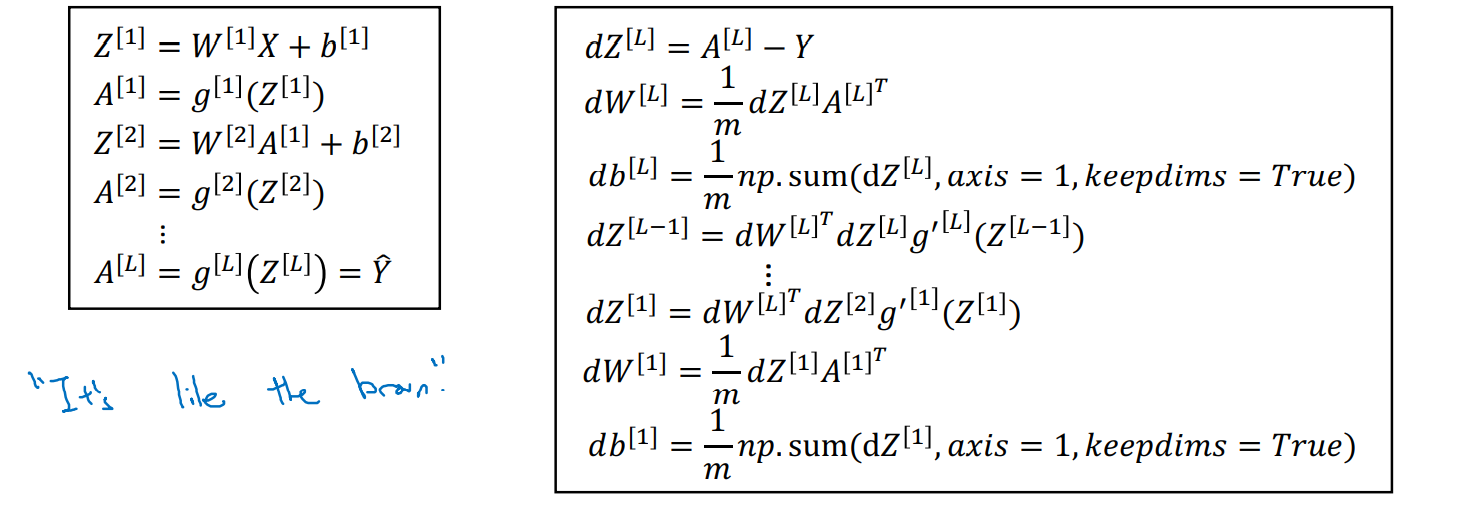 Z^[1] = W^[1]X + b^[1]
A^[1] = g^[1](Z^[1])
Z^[2] = W^[2]A^[1] + b^[2]
A^[2] = g^[2](Z^[2])
⋮
A^[L] = g^[L](Z^[L]) = Ŷ
"It's like the brain".
dZ^[L] = A^[L] − Y
dW^[L] = 1/m dZ^[L]A^[L]^T
db^[L] = 1/m np.sum(dZ^[L], axis = 1, keepdims = True)
dZ^[L−1] = dW^[L]^T dZ^[L]g′^[L](Z^[L−1])
⋮
dZ^[1] = dW^[L]^T dZ^[2]g′^[1](Z^[1])
dW^[1] = 1/m dZ^[1]A^[1]^T
db^[1] = 1/m np.sum(dZ^[1], axis = 1, keepdims = True)